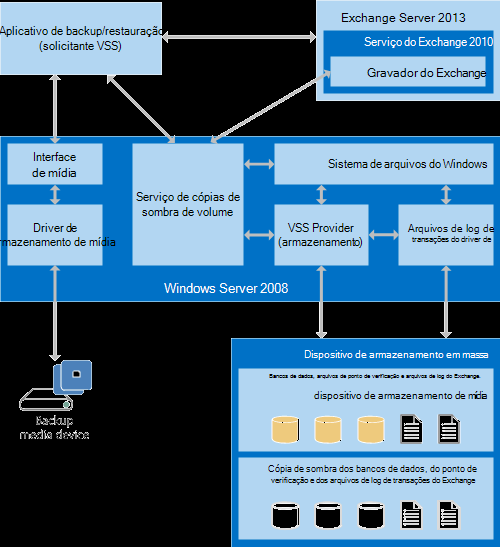 Aplicativo de backup/restauração
(solicitante VSS)
Exchange Server 2013
Serviço do Exchange 2010
Gravador do Exchange
Interface
de mídia
Serviço de cópias de
sombra de volume
Sistema de arquivos do Windows
Driver de
rmazenamento de mídia
VSS Provider
(armazenamento)
Arquivos de log de
transações do driver de
Windows Server 2008
Dispositivo de armazenamento em massa
Bancos de dados, arquivos de ponto de verificação e arquivos de log do Exchange.
dispositivo de armazenamento de mídia
Backup
media device
Cópia de sombra dos bancos de dados, do ponto de
verificação e dos arquivos de log de transações do Exchange